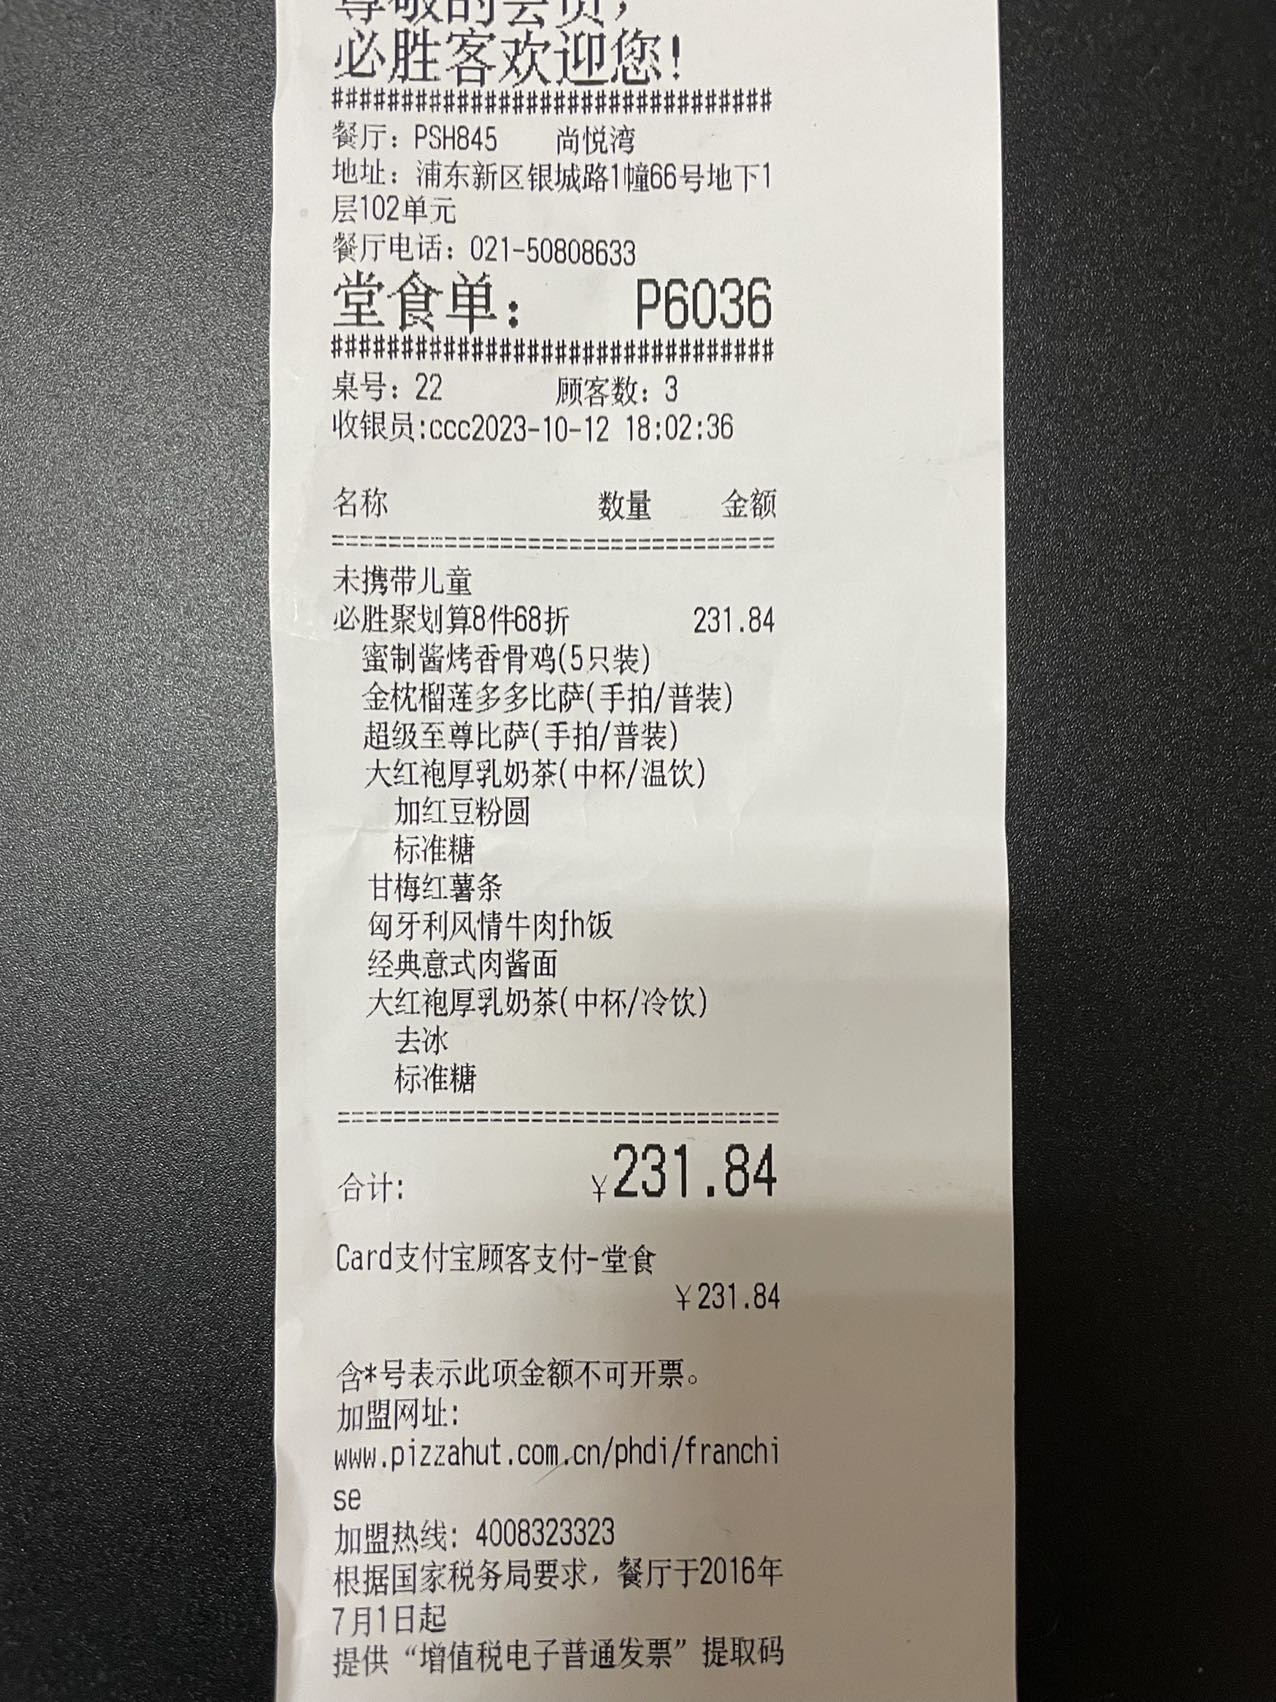 尊敬的会员，
必胜客欢迎您!
################################
餐厅: PSH845 尚悦湾
地址: 浦东新区银城路1幢66号地下1
层102单元
餐厅电话: 021-50808633
堂食单: P6036
################################
桌号: 22 顾客数: 3
收银员:ccc2023-10-12 18:02:36
名称 数量 金额
================================
未携带儿童
必胜聚划算8件68折 231.84
蜜制酱烤香骨鸡(5只装)
金枕榴莲多多比萨(手拍/普装)
超级至尊比萨(手拍/普装)
大红袍厚乳奶茶(中杯/温饮)
加红豆粉圆
标准糖
甘梅红薯条
匈牙利风情牛肉fh饭
经典意式肉酱面
大红袍厚乳奶茶(中杯/冷饮)
去冰
标准糖
================================
合计: ¥231.84
Card支付宝顾客支付-堂食
¥231.84
含*号表示此项金额不可开票。
加盟网址:
www.pizzahut.com.cn/phdi/franchi
se
加盟热线: 4008323323
根据国家税务局要求，餐厅于2016年
7月1日起
提供“增值税电子普通发票”提取码